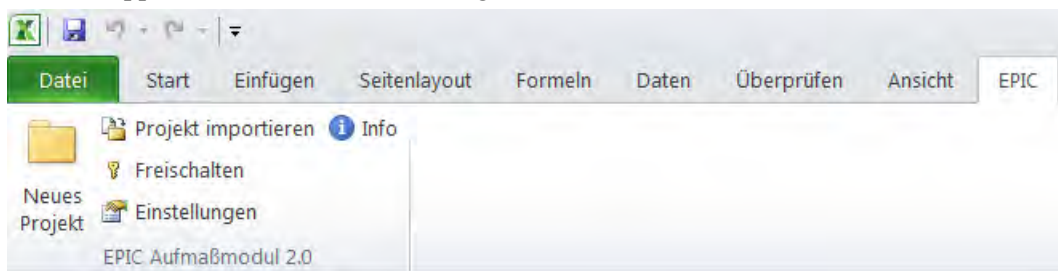 Datei Start Einfügen Seitenlayout Formeln Daten Überprüfen Ansicht EPIC
Projekt importieren Info
Freischalten
Neues
Projekt
Einstellungen
EPIC Aufmaßmodul 2.0